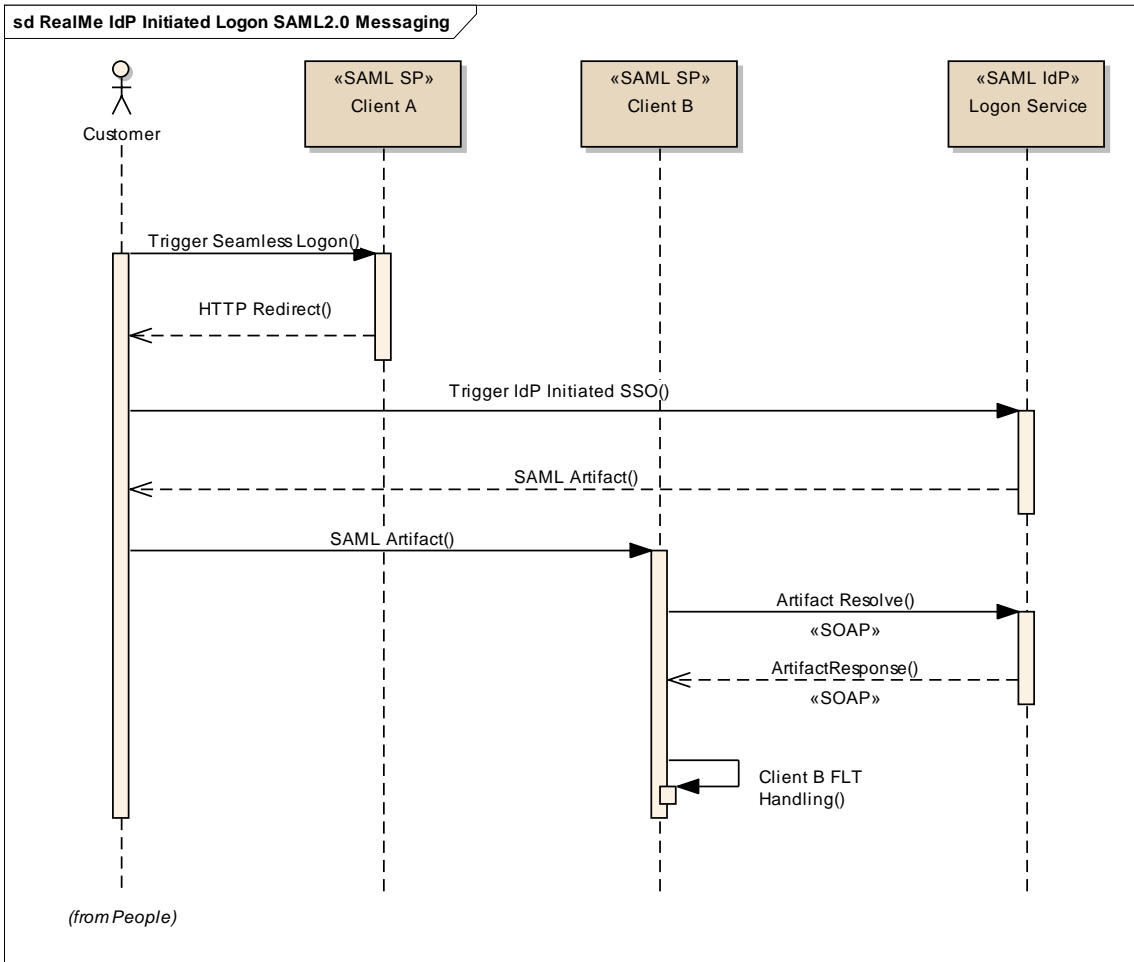 sd RealMe IdP Initiated Logon SAML2.0 Messaging
Customer
«SAML SP»
Client A
«SAML SP»
Client B
«SAML IdP»
Logon Service
Trigger Seamless Logon()
HTTP Redirect()
Trigger IdP Initiated SSO()
SAML Artifact()
SAML Artifact()
Artifact Resolve()
«SOAP»
ArtifactResponse()
«SOAP»
Client B FLT
Handling()
(from People)